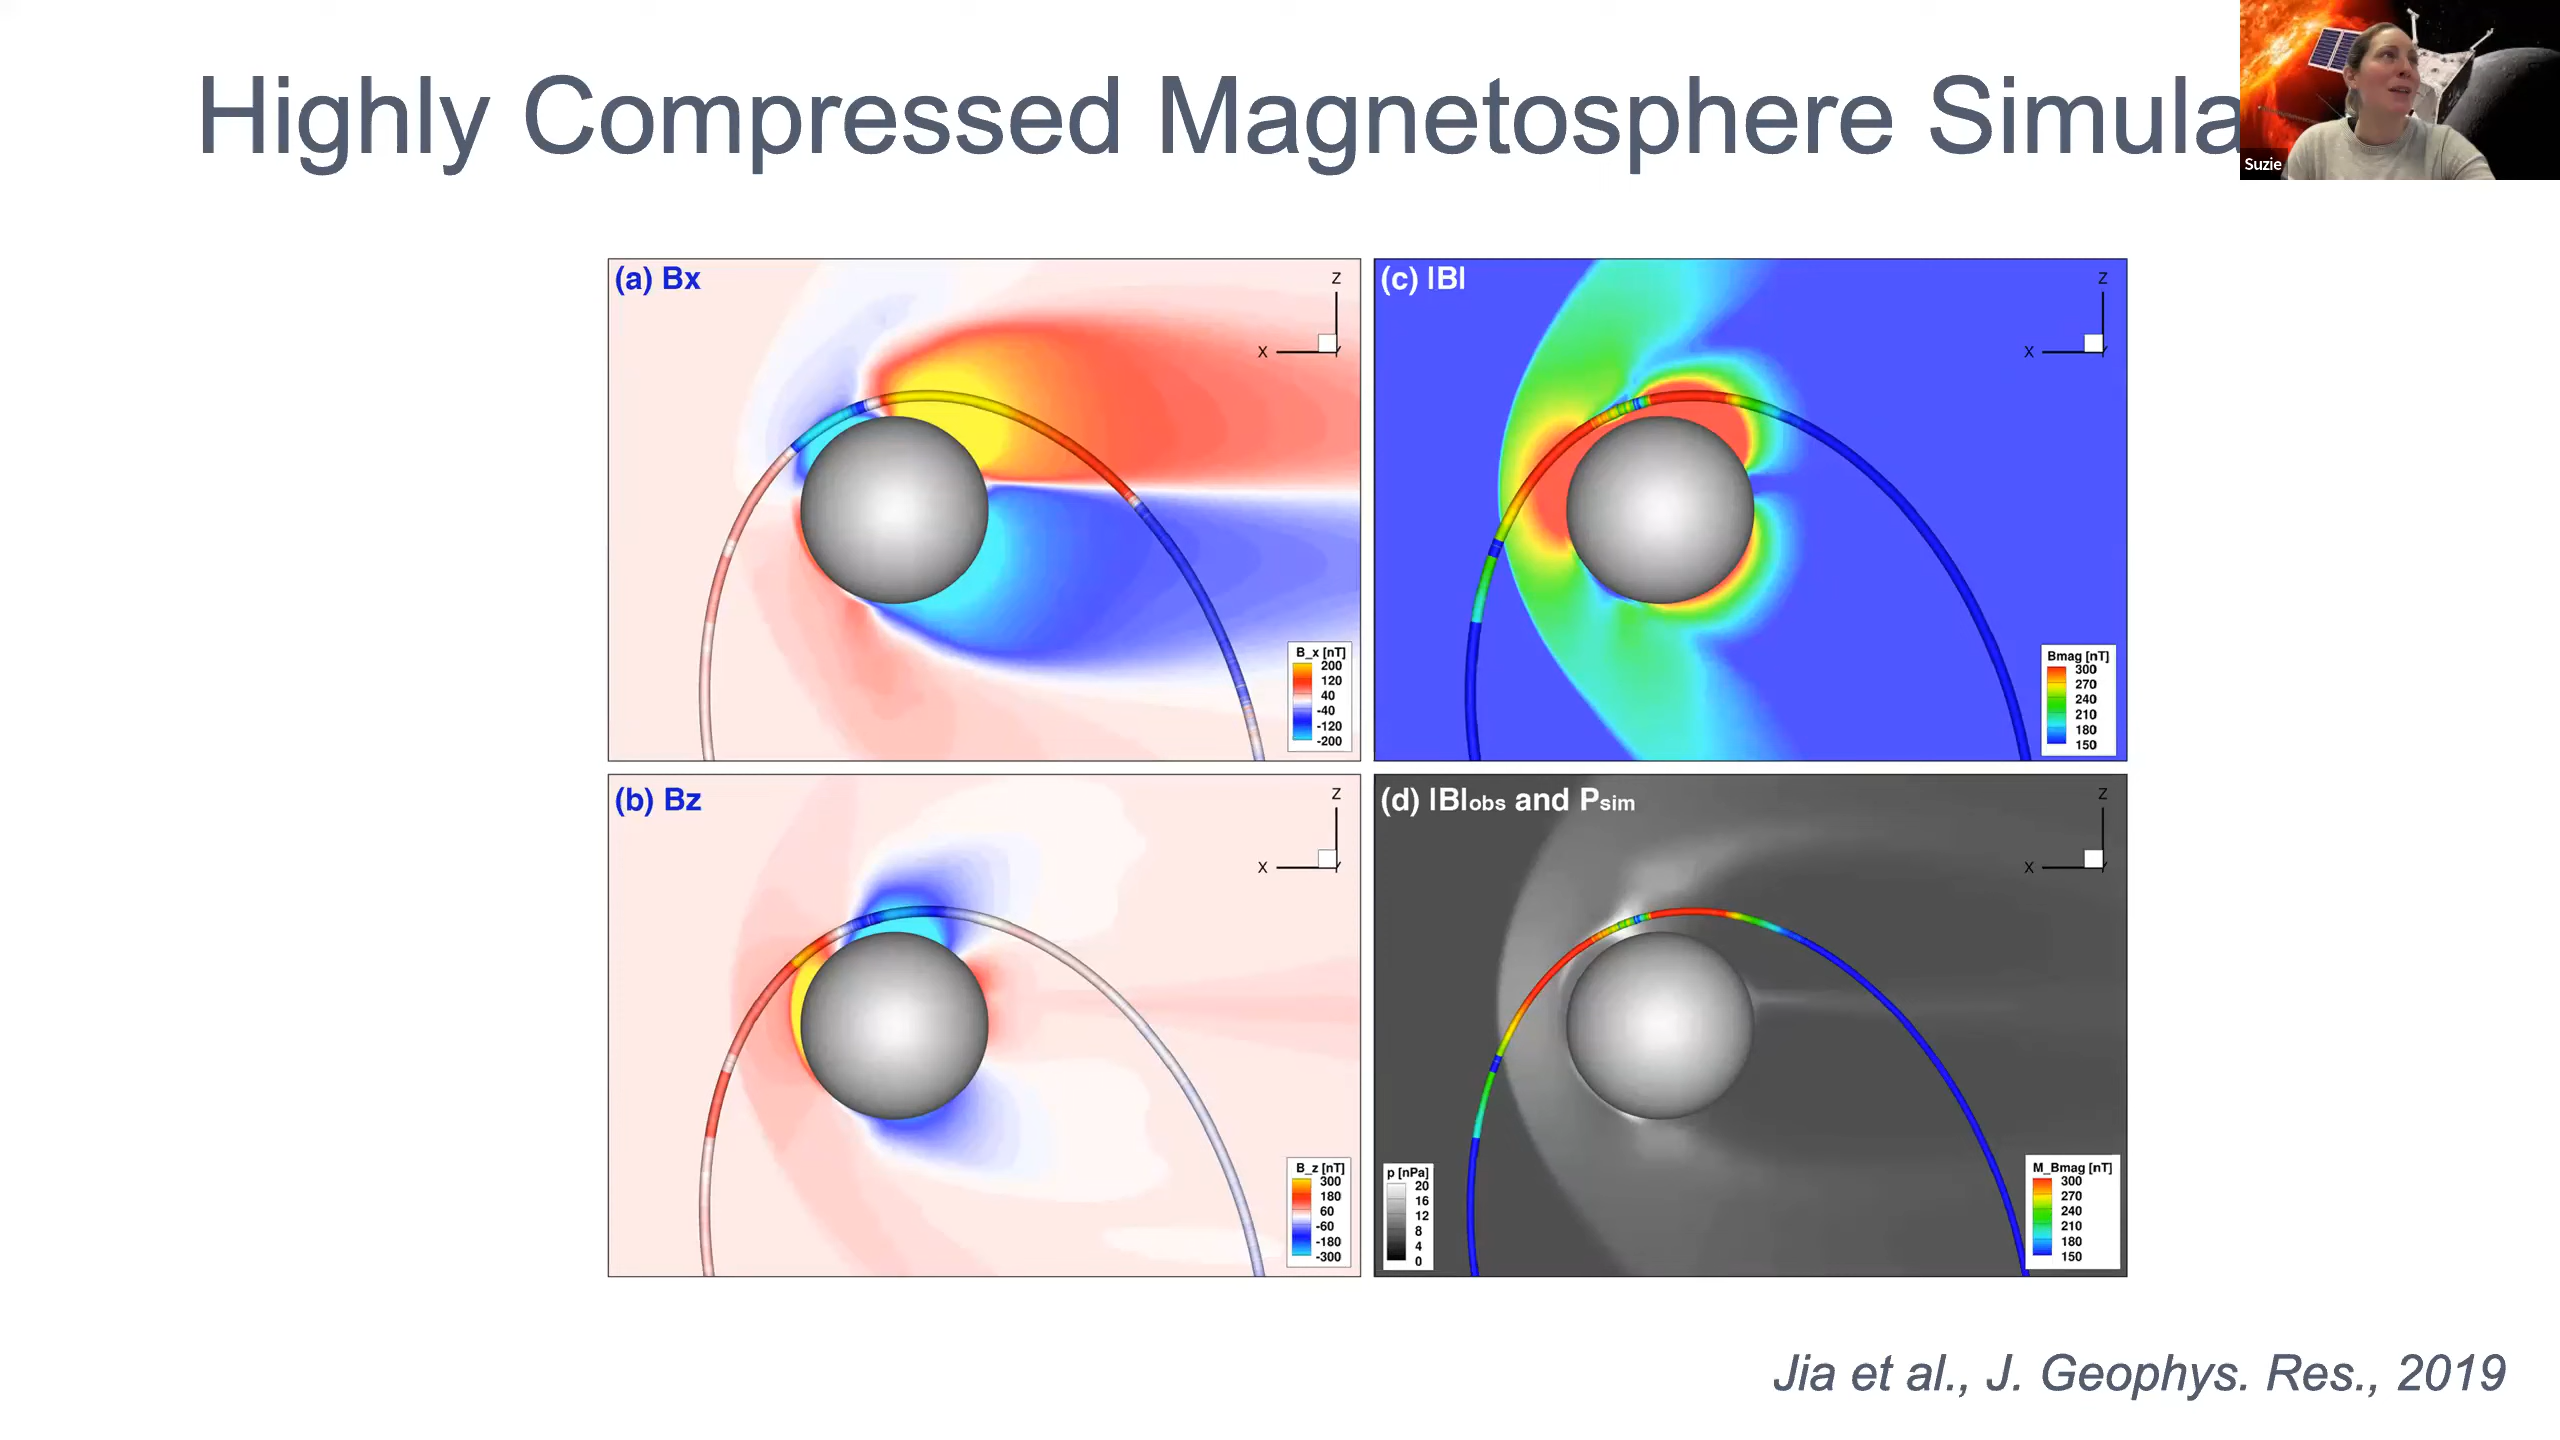 Highly Compressed Magnetosphere Simula
Suzie
(a) Bx
Z
X
Y
B_x [nT]
200
120
40
-40
-120
-200
(c) |B|
Z
X
Y
Bmag [nT]
300
270
240
210
180
150
(b) Bz
Z
X
Y
B_z [nT]
300
180
60
-60
-180
-300
(d) |B|obs and Psim
Z
X
Y
p [nPa]
20
16
12
8
4
0
M_Bmag [nT]
300
270
240
210
180
150
Jia et al., J. Geophys. Res., 2019